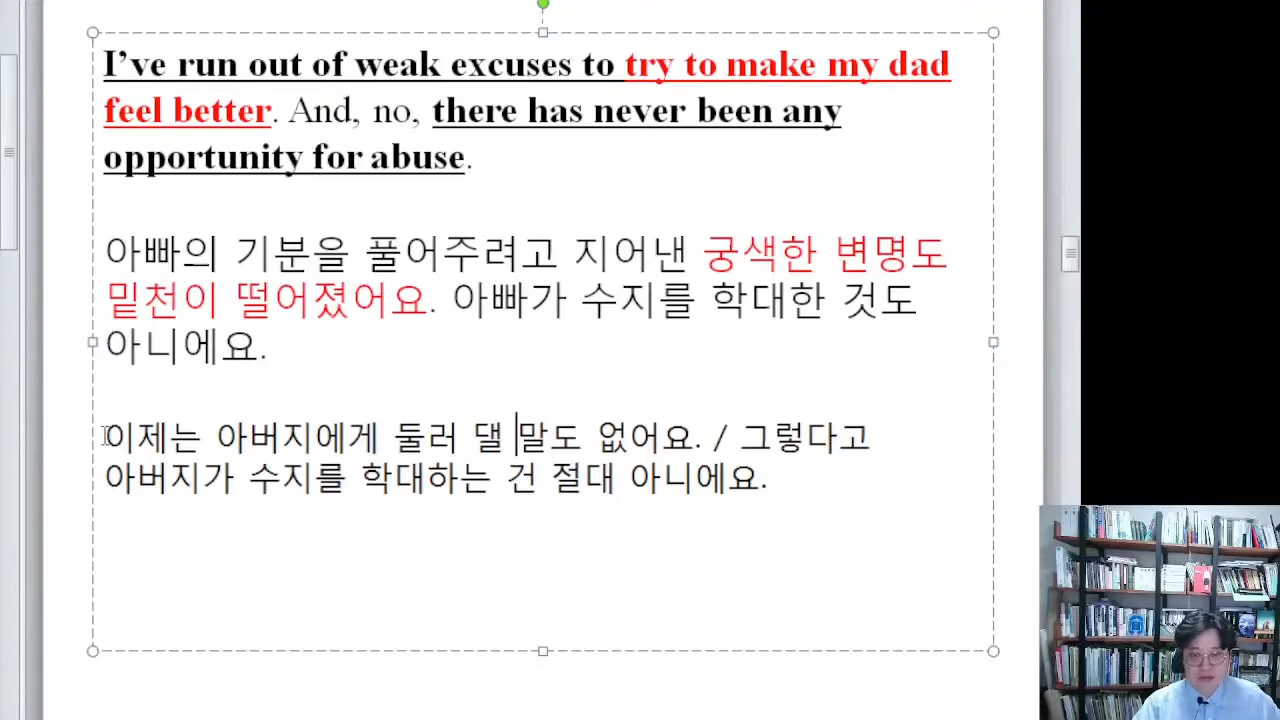 I’ve run out of weak excuses to try to make my dad
feel better. And, no, there has never been any
opportunity for abuse.
아빠의 기분을 풀어주려고 지어낸 궁색한 변명도
밑천이 떨어졌어요. 아빠가 수지를 학대한 것도
아니에요.
이제는 아버지에게 둘러 댈 말도 없어요. / 그렇다고
아버지가 수지를 학대하는 건 절대 아니에요.